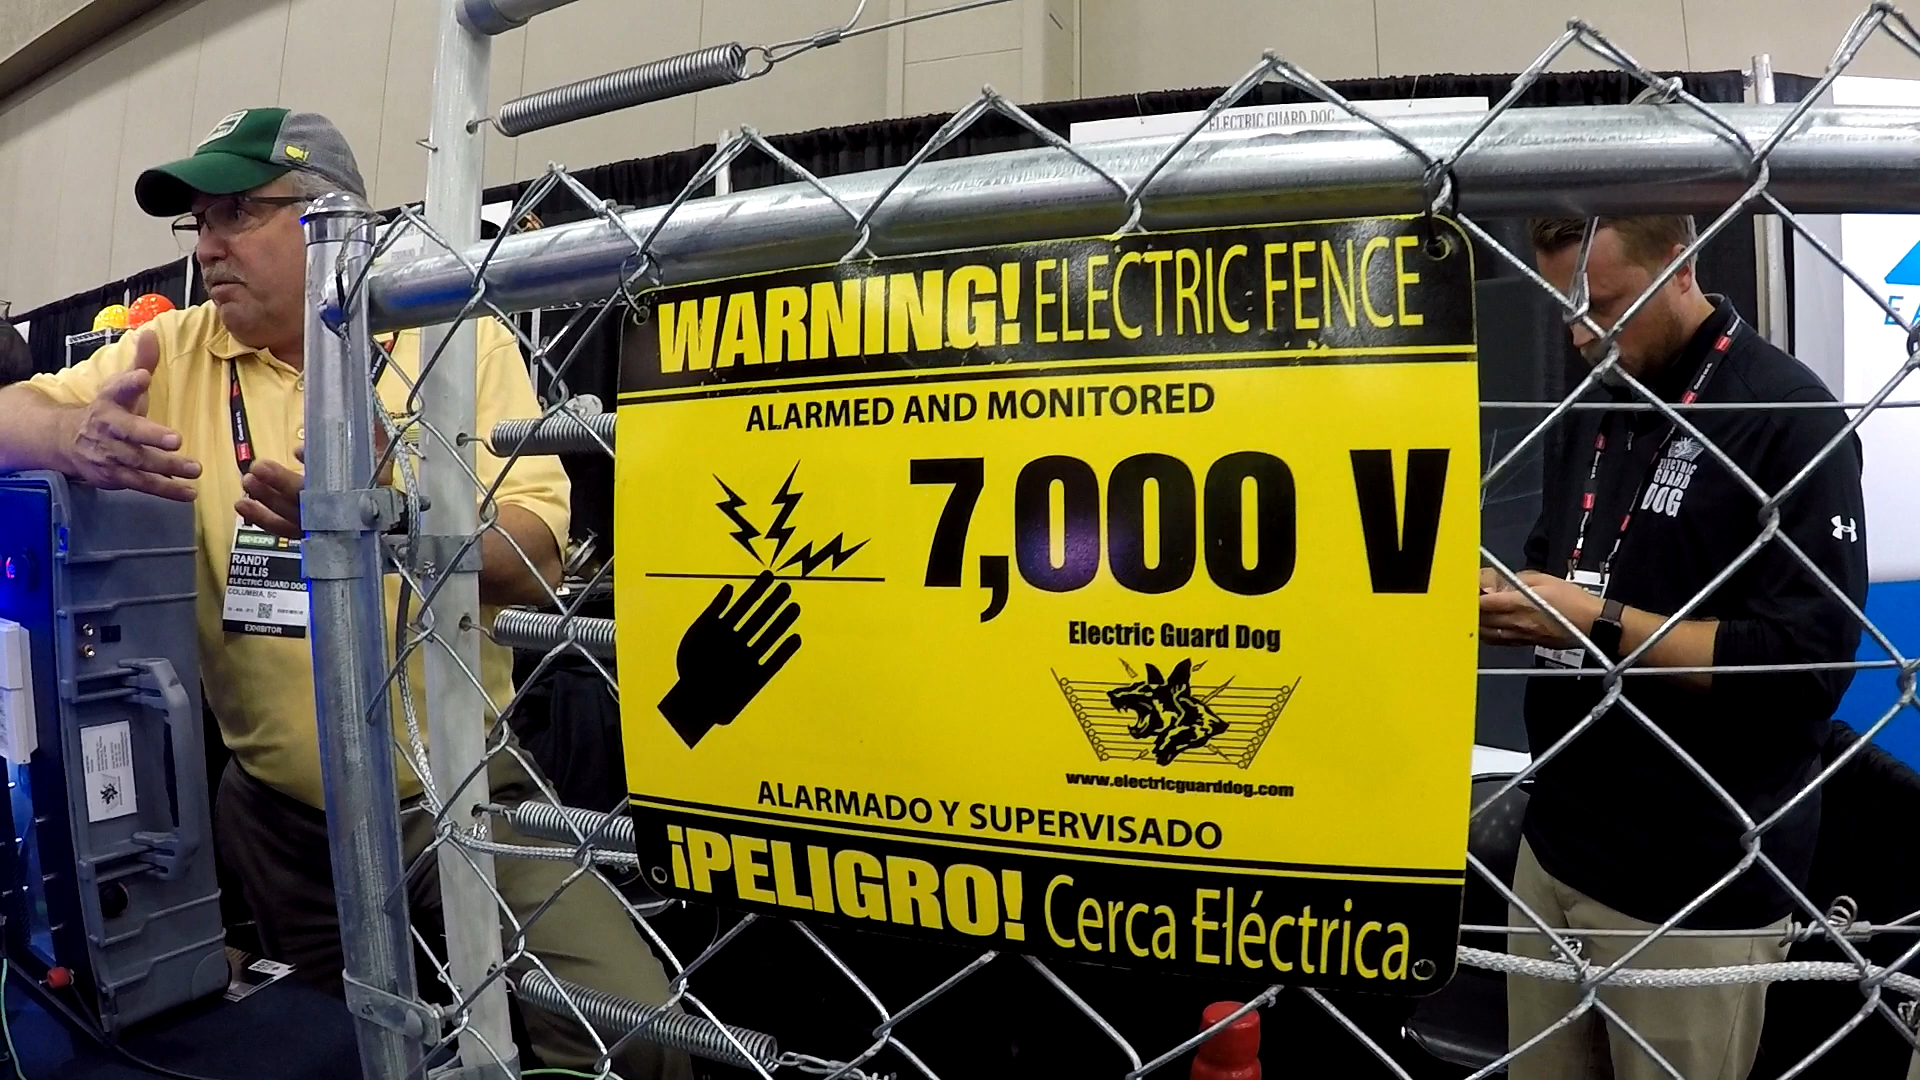 ELECTRIC GUARD DOG
WARNING! ELECTRIC FENCE
ALARMED AND MONITORED
7,000 V
Electric Guard Dog
www.electricguarddog.com
ALARMADO Y SUPERVISADO
¡PELIGRO! Cerca Eléctrica
RANDY
MULLIS
ELECTRIC GUARD DOG
COLUMBIA, SC
EXHIBITOR
ELECTRIC
GUARD
DOG